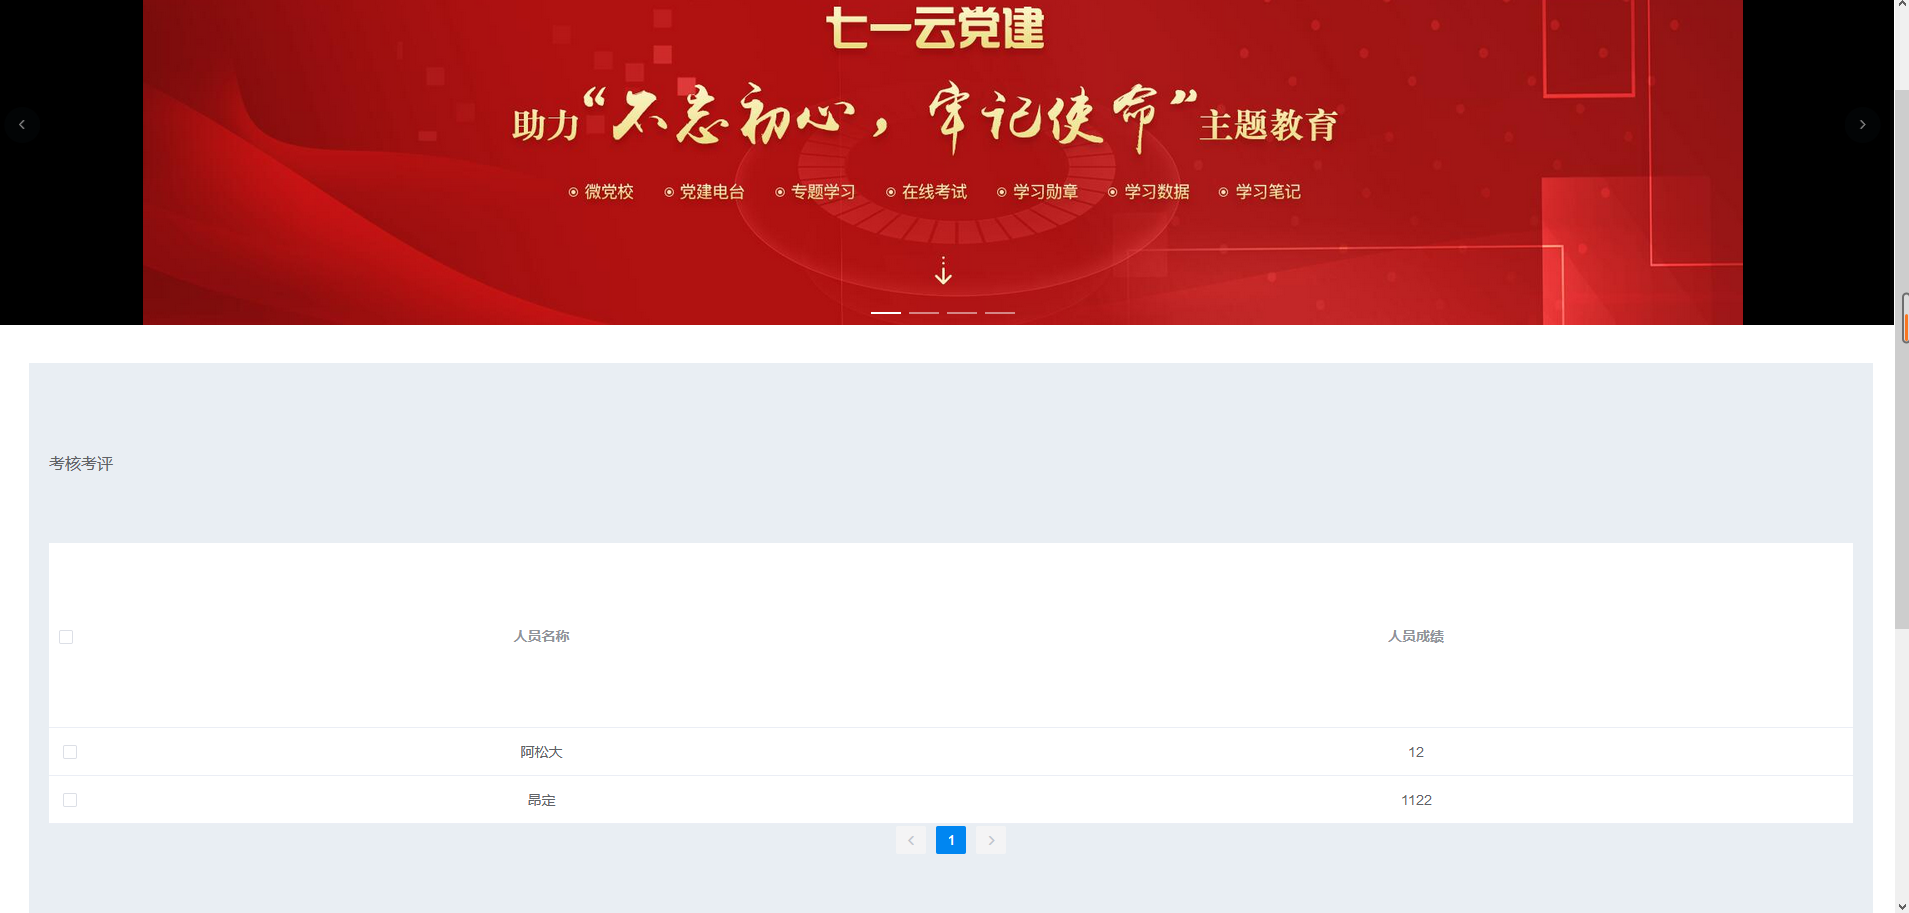 七一云党建
助力“不忘初心，牢记使命”主题教育
微党校 党建电台 专题学习 在线考试 学习勋章 学习数据 学习笔记
考核考评
人员名称 人员成绩
阿松大 12
昂定 1122
1